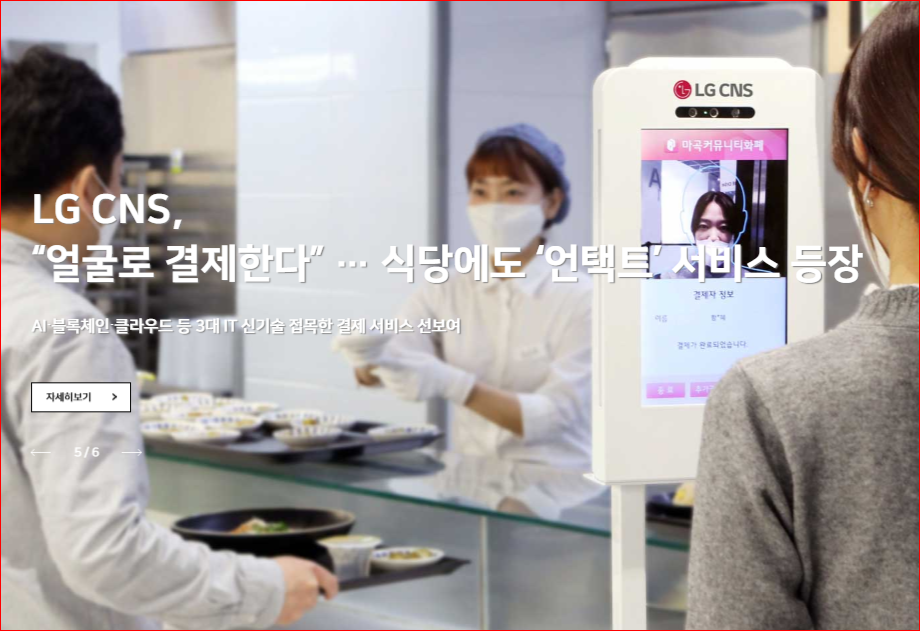 LG CNS
마곡커뮤니티화폐
LG CNS,
“얼굴로 결제한다” … 식당에도 ‘언택트’ 서비스 등장
결제자 정보
이름
결제가 완료되었습니다.
AI·블록체인·클라우드 등 3대 IT 신기술 접목한 결제 서비스 선보여
자세히보기
5/6